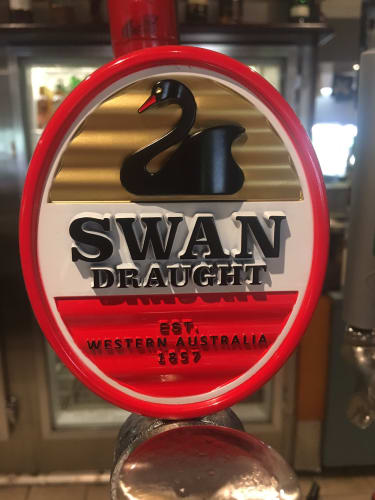 SWAN
DRAUGHT
EST.
WESTERN AUSTRALIA
1857